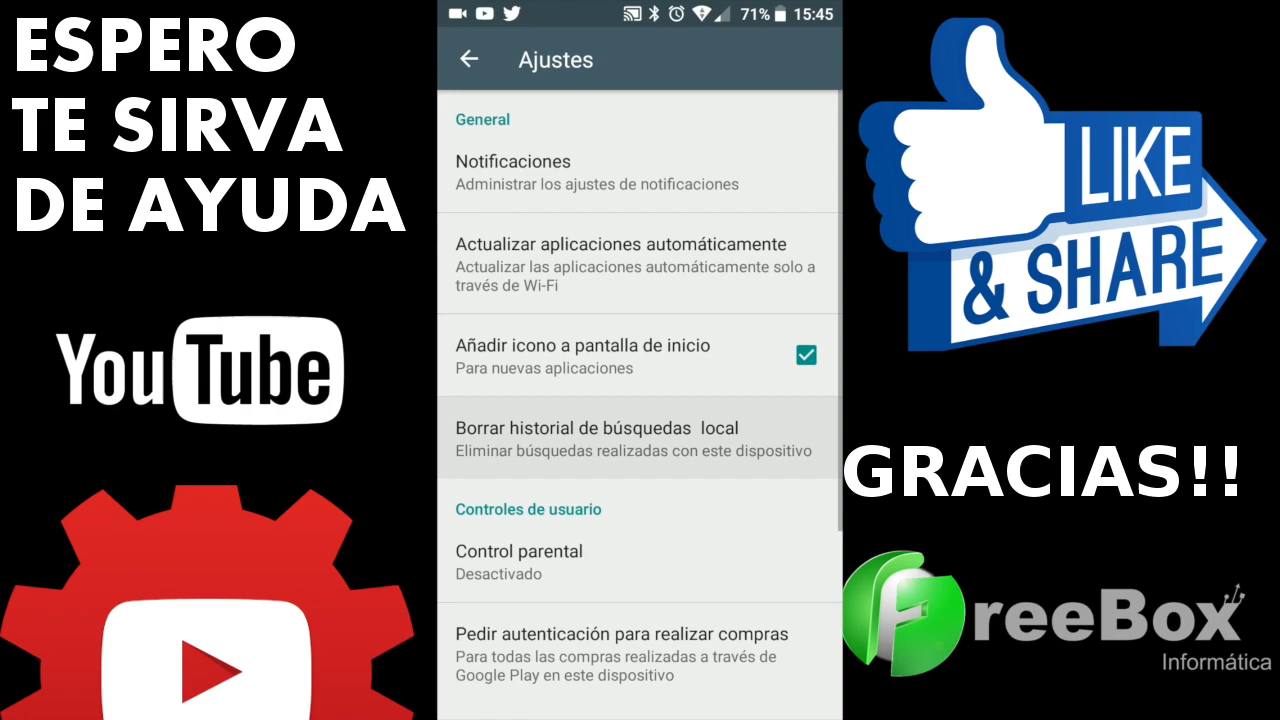 ESPERO
TE SIRVA
DE AYUDA
YouTube
71% 15:45
Ajustes
General
Notificaciones
Administrar los ajustes de notificaciones
Actualizar aplicaciones automáticamente
Actualizar las aplicaciones automáticamente solo a
través de Wi-Fi
Añadir icono a pantalla de inicio
Para nuevas aplicaciones
Borrar historial de búsquedas local
Eliminar búsquedas realizadas con este dispositivo
Controles de usuario
Control parental
Desactivado
Pedir autenticación para realizar compras
Para todas las compras realizadas a través de
Google Play en este dispositivo
LIKE
& SHARE
GRACIAS!!
FreeBox
Informática